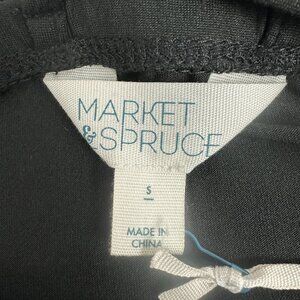 MARKET
& SPRUCE
S
MADE IN
CHINA